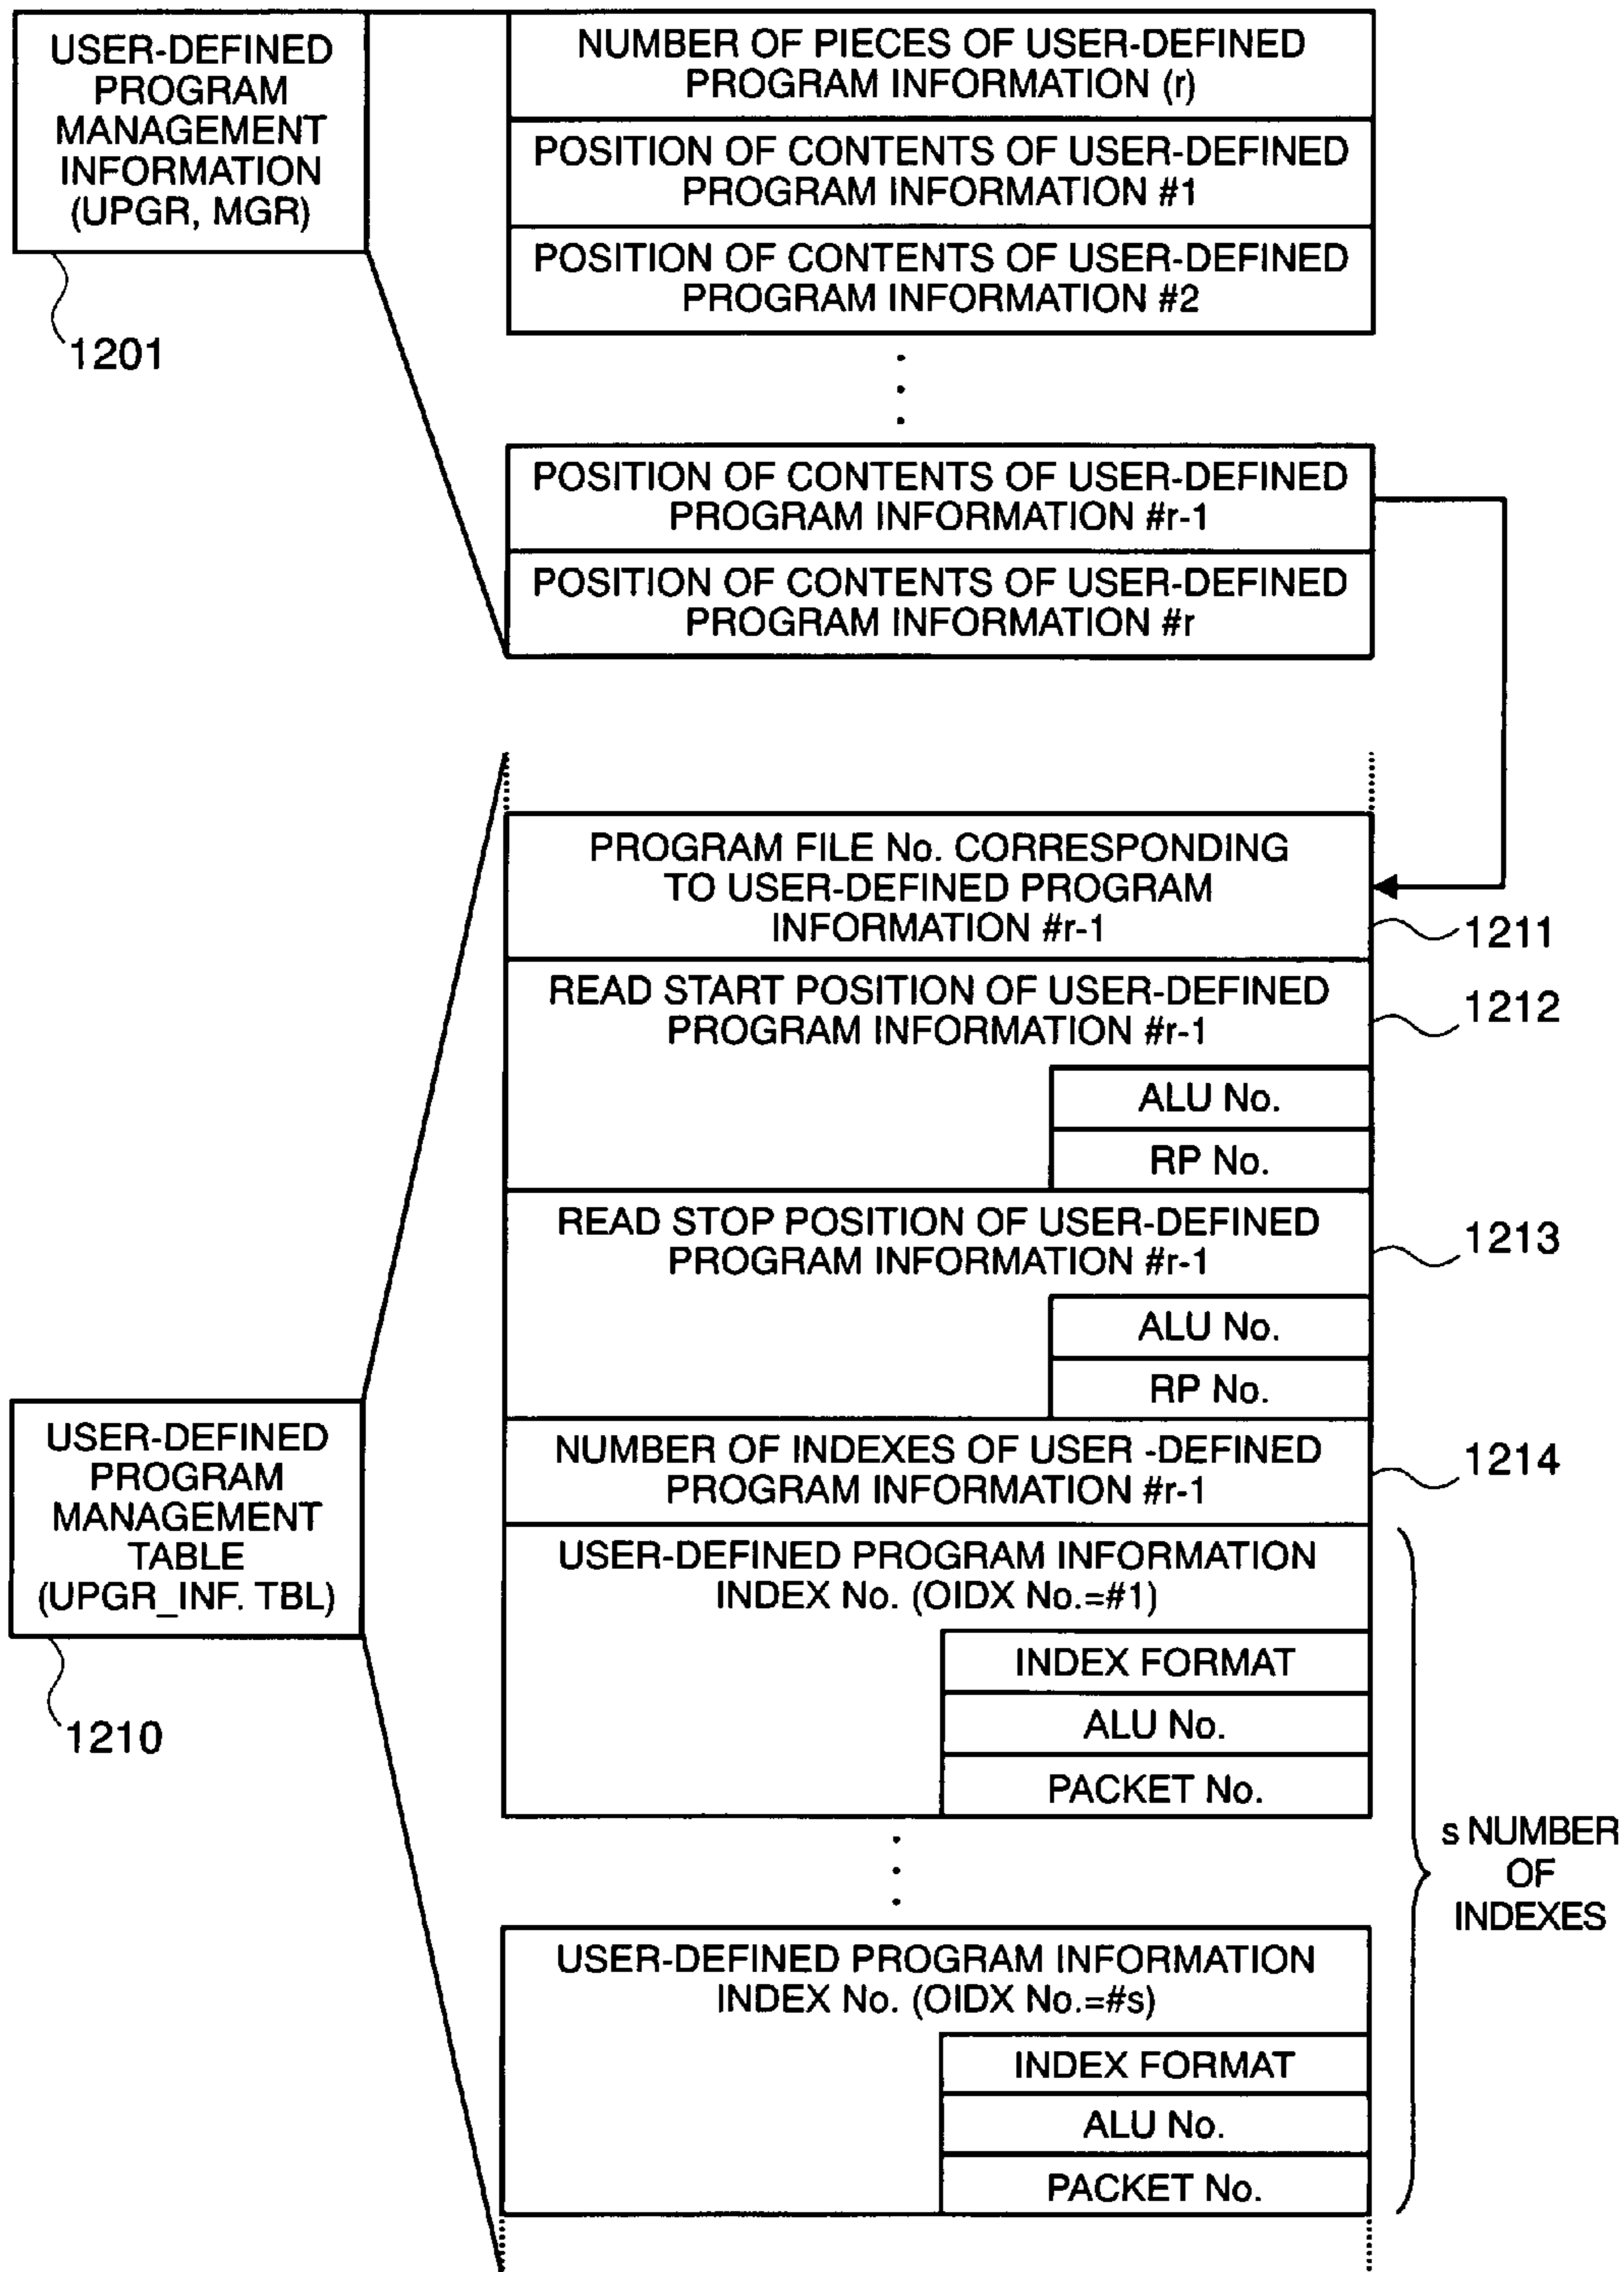 USER-DEFINED
PROGRAM
MANAGEMENT
INFORMATION
(UPGR, MGR)
1201
NUMBER OF PIECES OF USER-DEFINED
PROGRAM INFORMATION (r)
POSITION OF CONTENTS OF USER-DEFINED
PROGRAM INFORMATION #1
POSITION OF CONTENTS OF USER-DEFINED
PROGRAM INFORMATION #2
POSITION OF CONTENTS OF USER-DEFINED
PROGRAM INFORMATION #r-1
POSITION OF CONTENTS OF USER-DEFINED
PROGRAM INFORMATION #r
USER-DEFINED
PROGRAM
MANAGEMENT
TABLE
(UPGR_INF. TBL)
1210
PROGRAM FILE No. CORRESPONDING
TO USER-DEFINED PROGRAM
INFORMATION #r-1
1211
READ START POSITION OF USER-DEFINED
PROGRAM INFORMATION #r-1
1212
ALU No.
RP No.
READ STOP POSITION OF USER-DEFINED
PROGRAM INFORMATION #r-1
1213
ALU No.
RP No.
NUMBER OF INDEXES OF USER -DEFINED
PROGRAM INFORMATION #r-1
1214
USER-DEFINED PROGRAM INFORMATION
INDEX No. (OIDX No.=#1)
INDEX FORMAT
ALU No.
PACKET No.
s NUMBER
OF
INDEXES
USER-DEFINED PROGRAM INFORMATION
INDEX No. (OIDX No.=#s)
INDEX FORMAT
ALU No.
PACKET No.